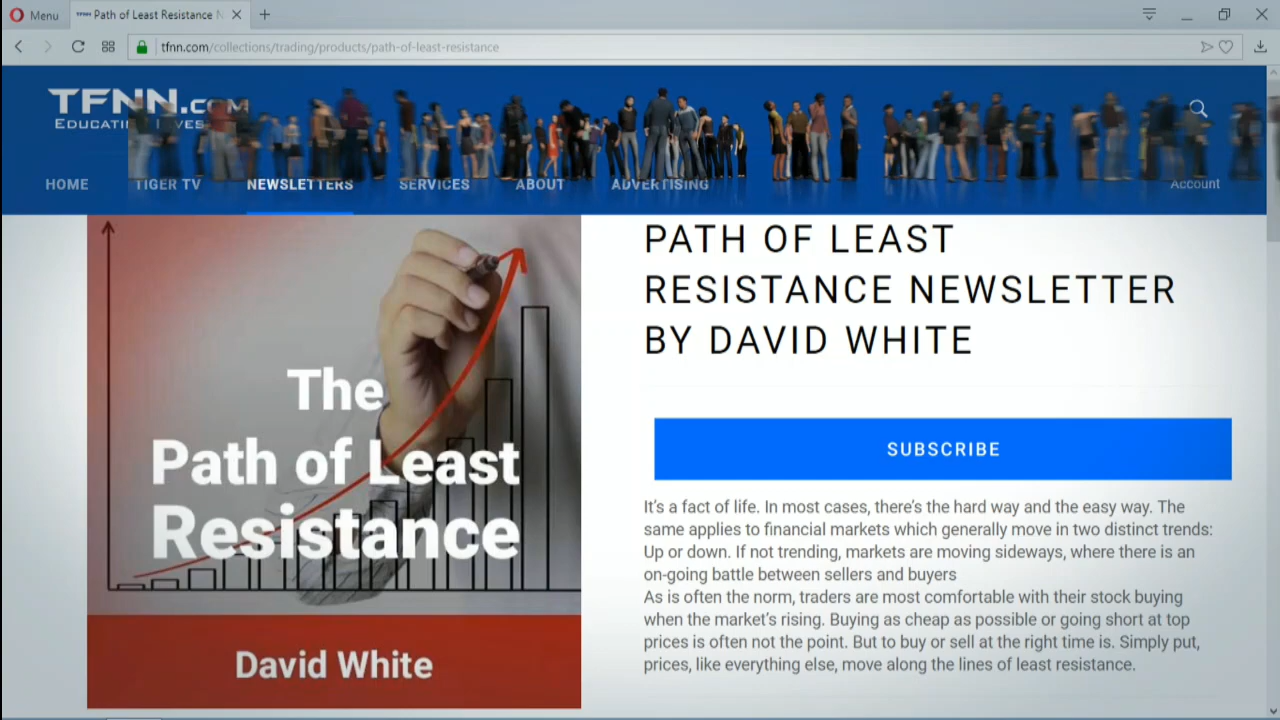 Menu
Path of Least Resistance N
tfnn.com/collections/trading/products/path-of-least-resistance
TFNN.COM
HOME
TIGER TV
NEWSLETTERS
SERVICES
ABOUT
ADVERTISING
Account
The
Path of Least
Resistance
David White
PATH OF LEAST
RESISTANCE NEWSLETTER
BY DAVID WHITE
SUBSCRIBE
It's a fact of life. In most cases, there's the hard way and the easy way. The
same applies to financial markets which generally move in two distinct trends:
Up or down. If not trending, markets are moving sideways, where there is an
on-going battle between sellers and buyers
As is often the norm, traders are most comfortable with their stock buying
when the market's rising. Buying as cheap as possible or going short at top
prices is often not the point. But to buy or sell at the right time is. Simply put,
prices, like everything else, move along the lines of least resistance.